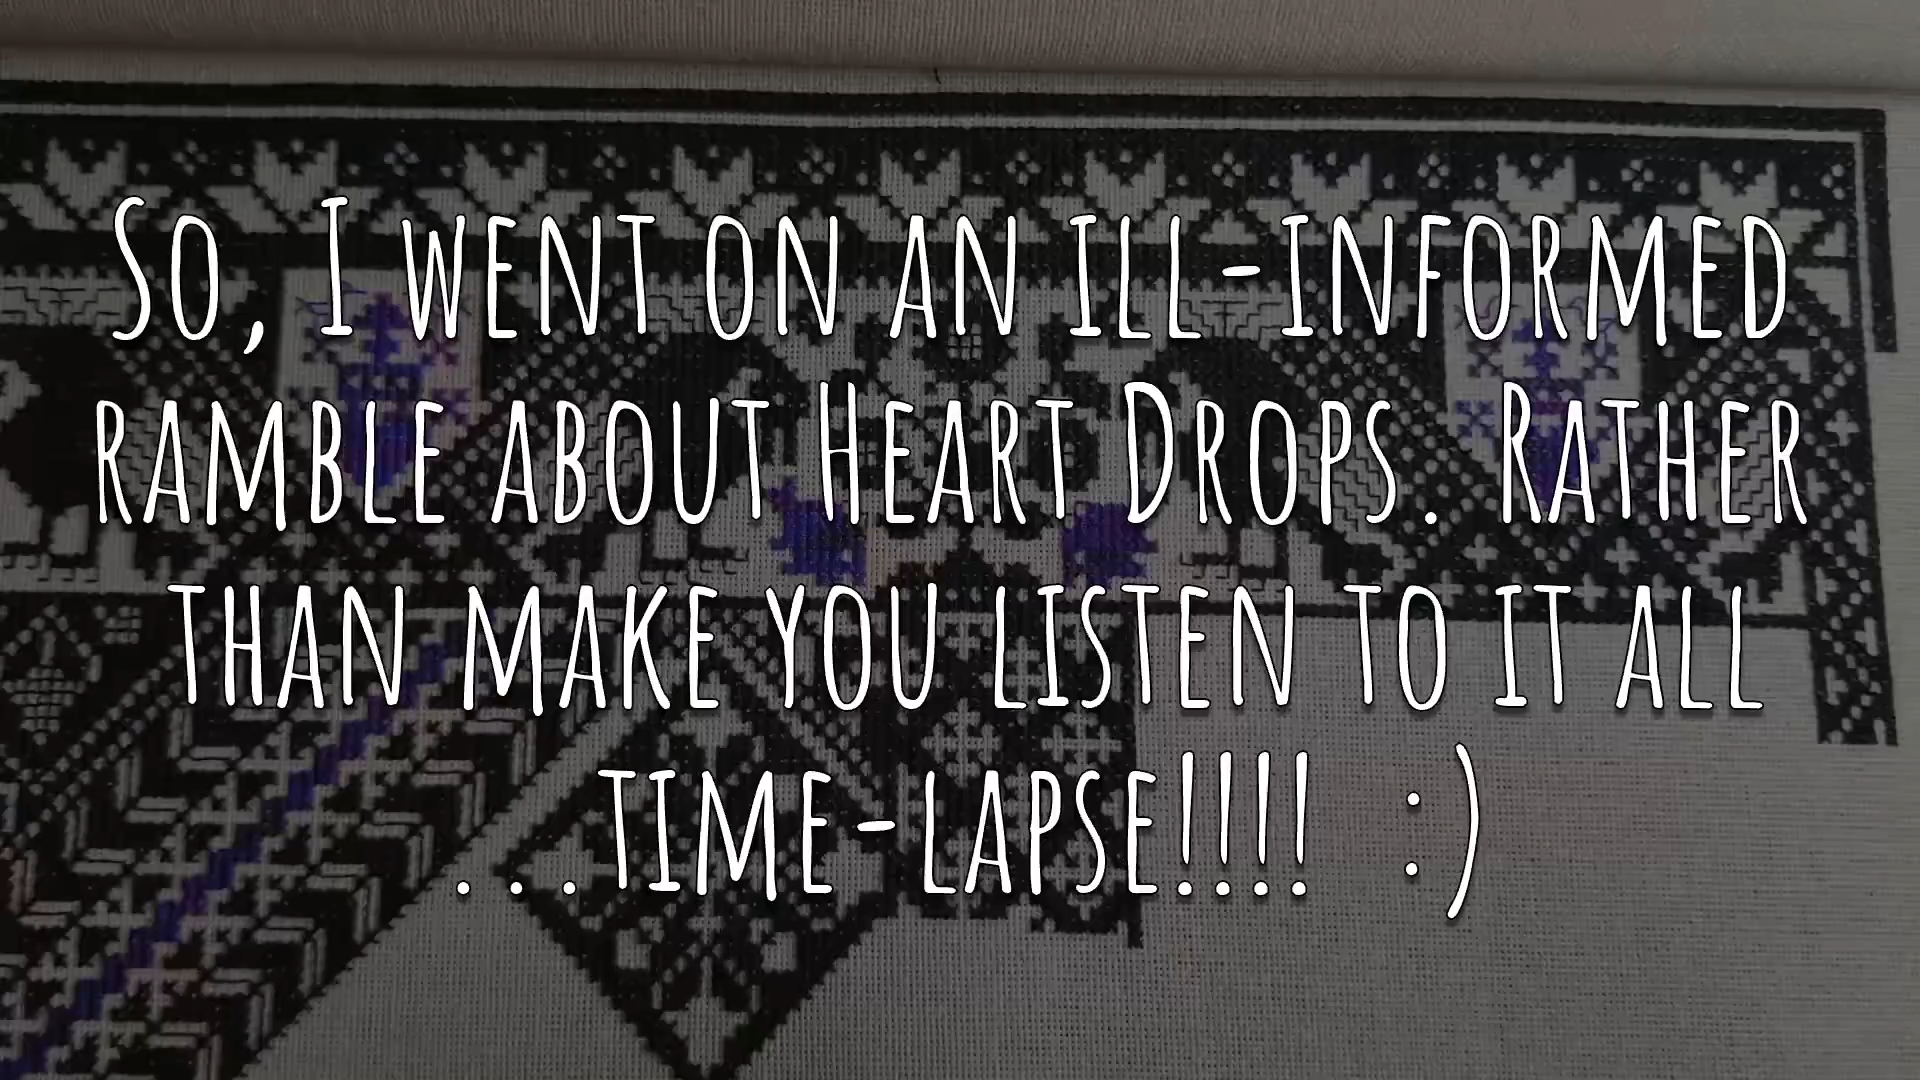 So, I went on an ill-informed
ramble about Heart Drops. Rather
than make you listen to it all
...time-lapse!!!! :)